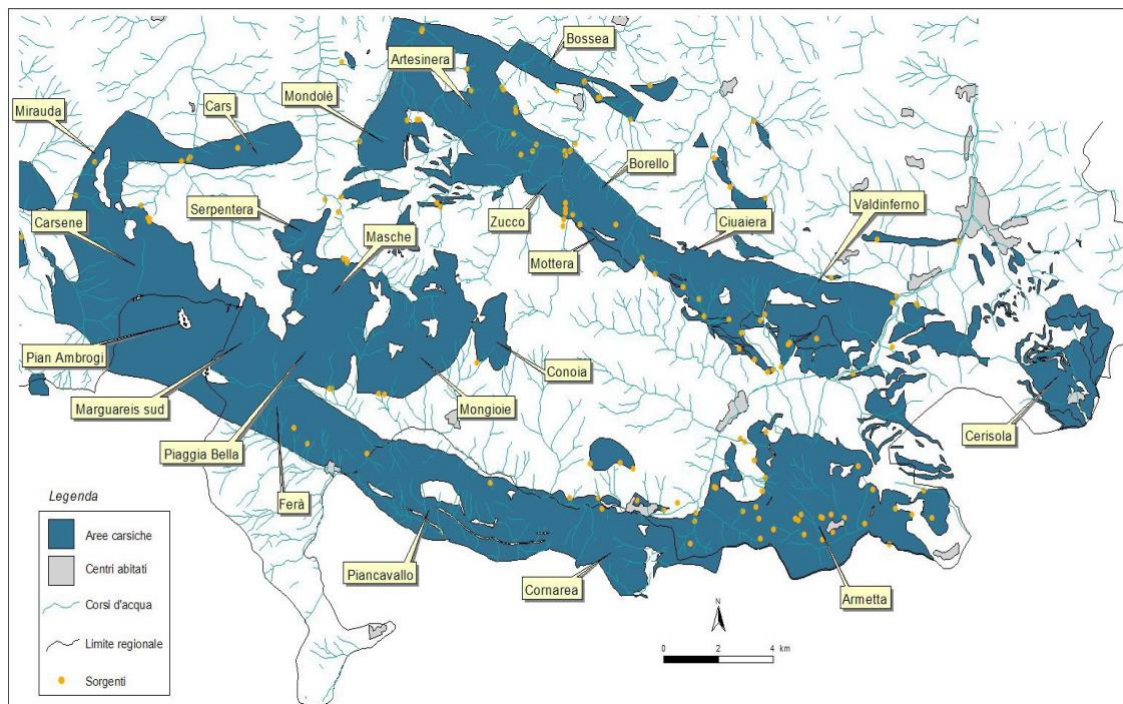 Bossea
Artesinera
Mondolè
Cars
Mirauda
Borello
Valdinferno
Serpentera
Zucco
Ciuaiera
Carsene
Masche
Mottera
Pian Ambrogi
Conoia
Marguareis sud
Mongioie
Cerisola
Piaggia Bella
Ferà
Piancavallo
Cornarea
Armetta
Legenda
Aree carsiche
Centri abitati
Corsi d'acqua
Limite regionale
Sorgenti
N
0 2 4 km